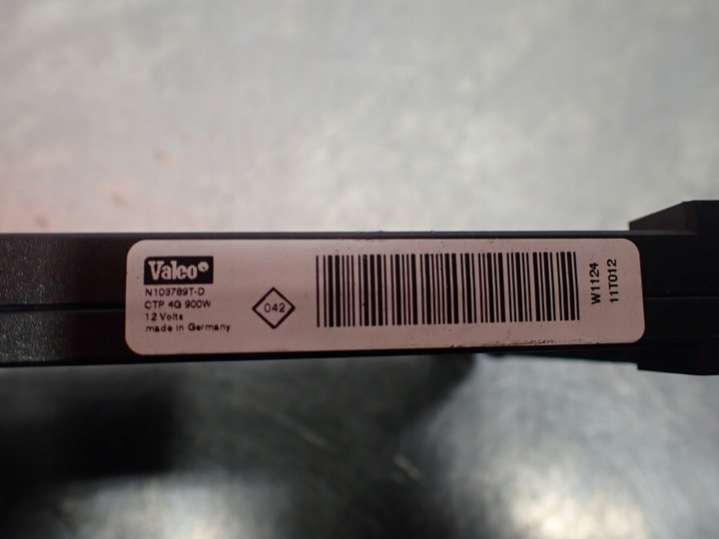 Valeo
N103789T-D
CTP 4G 900W
12 Volts
made in Germany
042
W1124
11T012